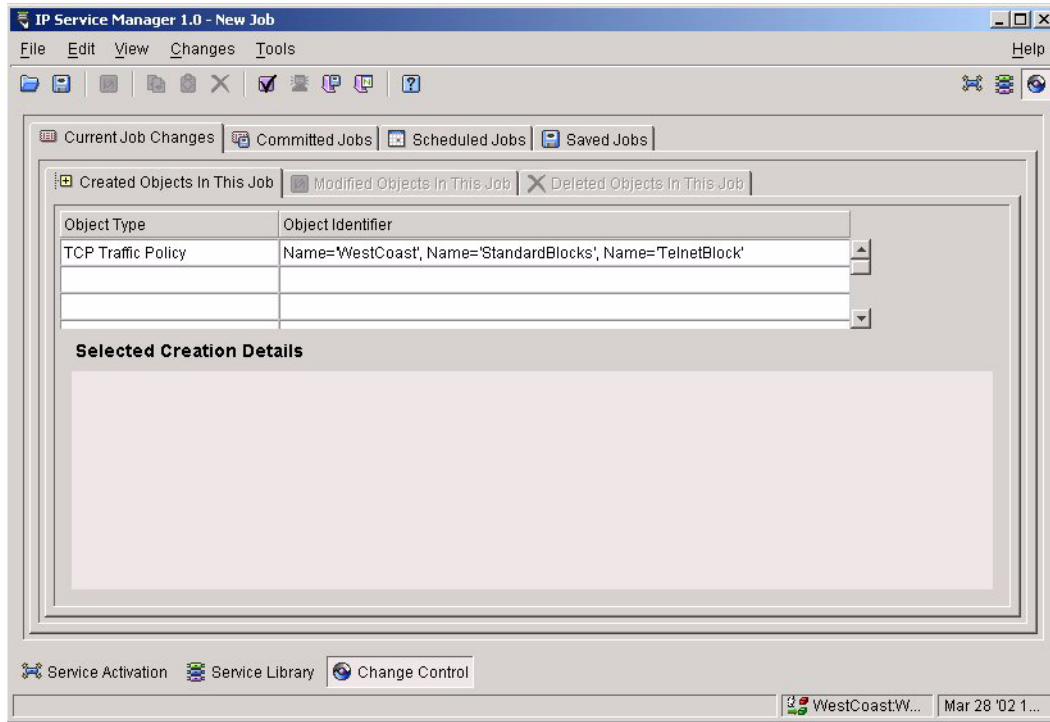 IP Service Manager 1.0 - New Job
File Edit View Changes Tools Help
Current Job Changes Committed Jobs Scheduled Jobs Saved Jobs
Created Objects In This Job Modified Objects In This Job Deleted Objects In This Job
Object Type Object Identifier
TCP Traffic Policy Name='WestCoast', Name='StandardBlocks', Name='TelnetBlock'
Selected Creation Details
Service Activation Service Library Change Control
WestCoast:W... Mar 28 '02 1...